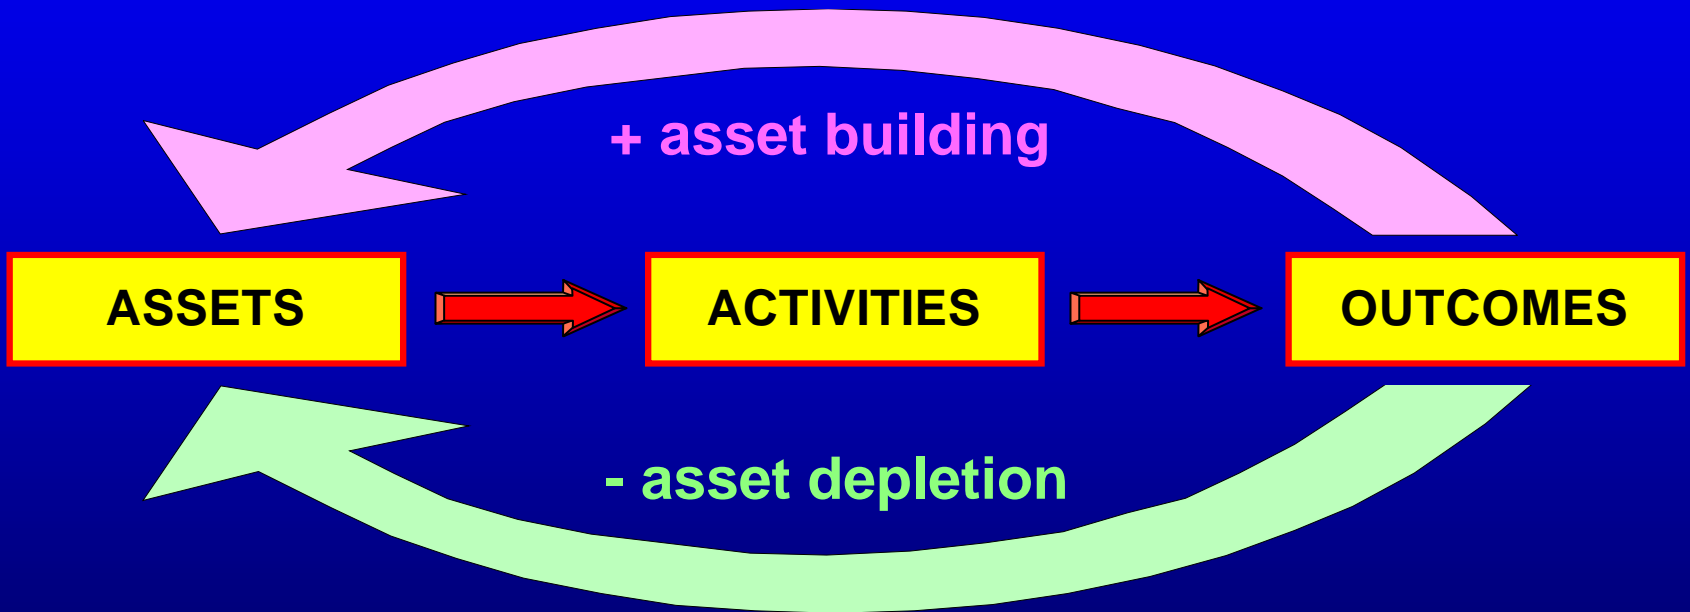 + asset building
ASSETS
ACTIVITIES
OUTCOMES
- asset depletion